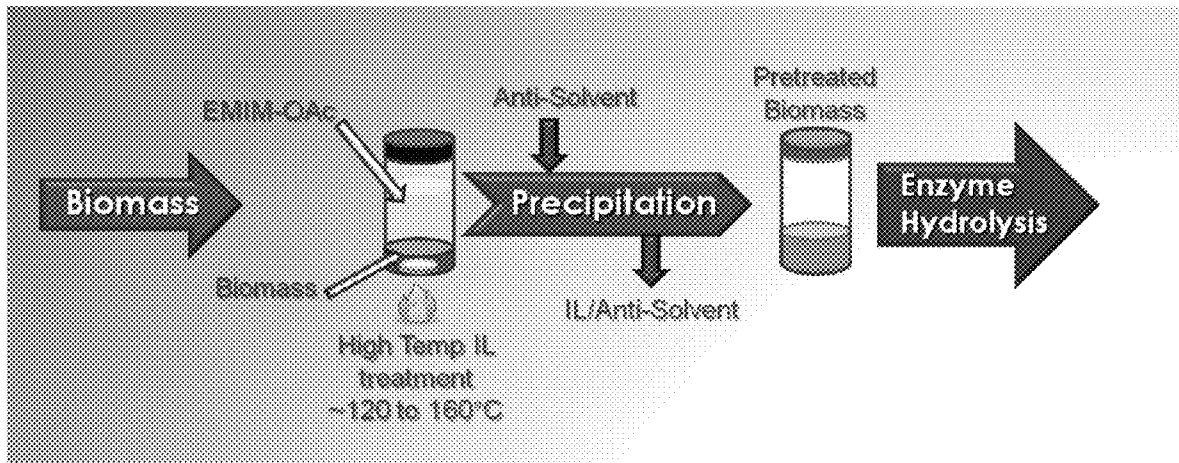 Biomass
EMIM-OAc
Biomass
High Temp IL
treatment
~120 to 160°C
Anti-Solvent
Precipitation
IL/Anti-Solvent
Pretreated
Biomass
Enzyme
Hydrolysis